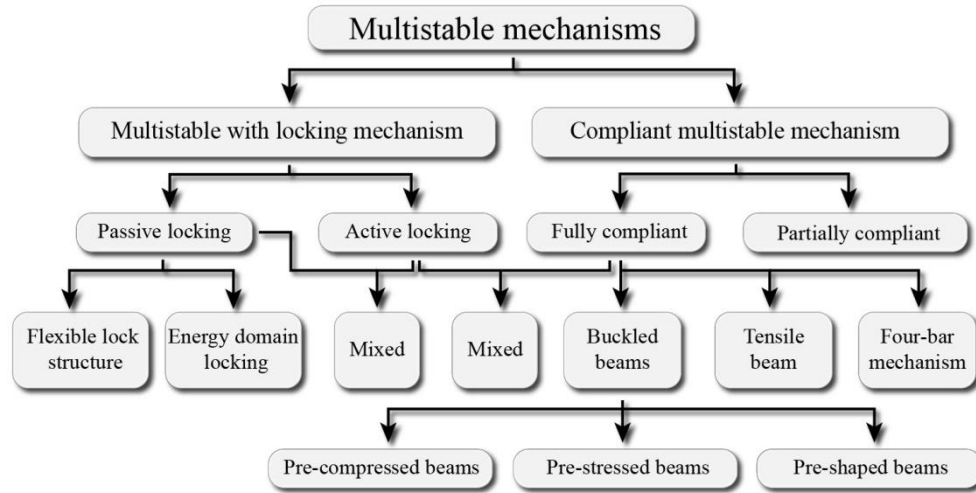 Multistable mechanisms
Multistable with locking mechanism
Compliant multistable mechanism
Passive locking
Active locking
Fully compliant
Partially compliant
Flexible lock
structure
Energy domain
locking
Mixed
Mixed
Buckled
beams
Tensile
beam
Four-bar
mechanism
Pre-compressed beams
Pre-stressed beams
Pre-shaped beams